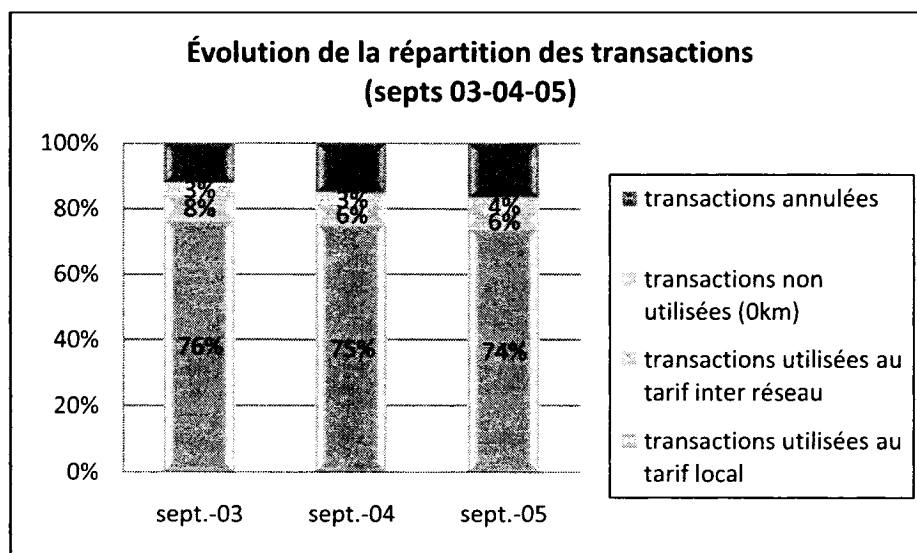 Évolution de la répartition des transactions
(septs 03-04-05)
100%
80%
60%
40%
20%
0%
3%
8%
76%
3%
6%
75%
4%
6%
74%
sept.-03
sept.-04
sept.-05
transactions annulées
transactions non
utilisées (0km)
transactions utilisées au
tarif inter réseau
transactions utilisées au
tarif local